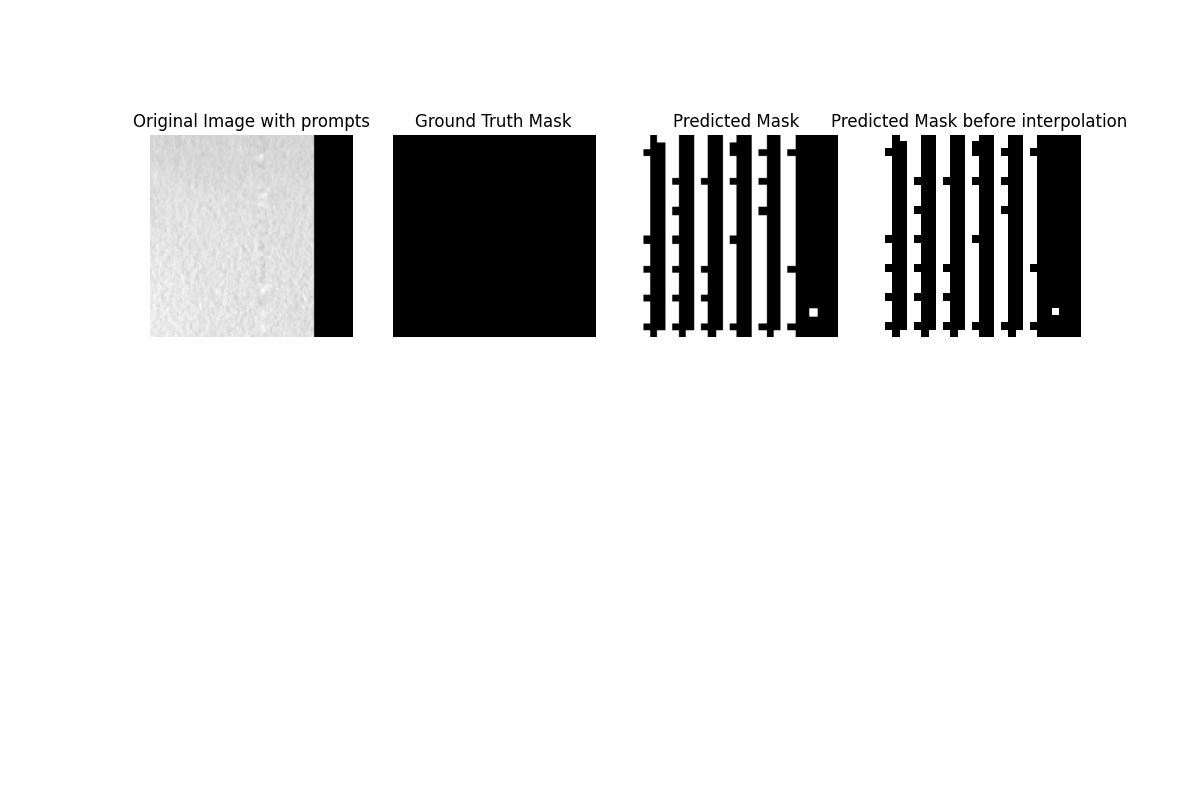 Original Image with prompts
Ground Truth Mask
Predicted Mask
Predicted Mask before interpolation